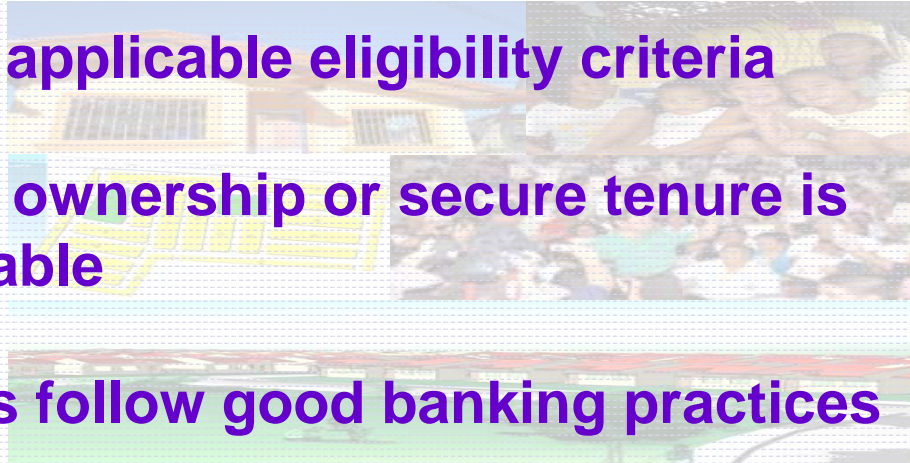 applicable eligibility criteria
ownership or secure tenure is
able
s follow good banking practices